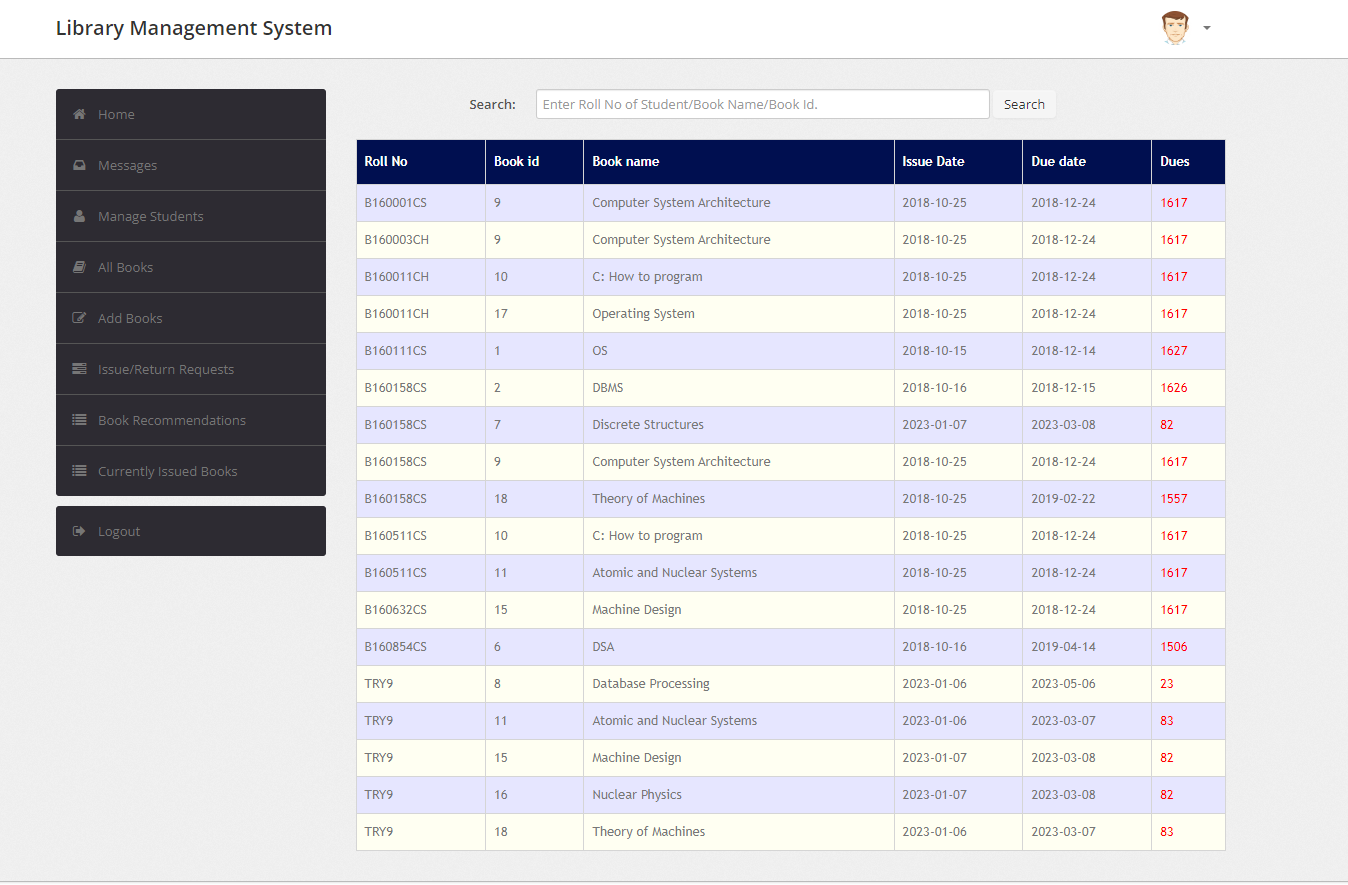 Library Management System
Home
Messages
Manage Students
All Books
Add Books
Issue/Return Requests
Book Recommendations
Currently Issued Books
Logout
Search: Enter Roll No of Student/Book Name/Book Id. Search
Roll No Book id Book name Issue Date Due date Dues
B160001CS 9 Computer System Architecture 2018-10-25 2018-12-24 1617
B160003CH 9 Computer System Architecture 2018-10-25 2018-12-24 1617
B160011CH 10 C: How to program 2018-10-25 2018-12-24 1617
B160011CH 17 Operating System 2018-10-25 2018-12-24 1617
B160111CS 1 OS 2018-10-15 2018-12-14 1627
B160158CS 2 DBMS 2018-10-16 2018-12-15 1626
B160158CS 7 Discrete Structures 2023-01-07 2023-03-08 82
B160158CS 9 Computer System Architecture 2018-10-25 2018-12-24 1617
B160158CS 18 Theory of Machines 2018-10-25 2019-02-22 1557
B160511CS 10 C: How to program 2018-10-25 2018-12-24 1617
B160511CS 11 Atomic and Nuclear Systems 2018-10-25 2018-12-24 1617
B160632CS 15 Machine Design 2018-10-25 2018-12-24 1617
B160854CS 6 DSA 2018-10-16 2019-04-14 1506
TRY9 8 Database Processing 2023-01-06 2023-05-06 23
TRY9 11 Atomic and Nuclear Systems 2023-01-06 2023-03-07 83
TRY9 15 Machine Design 2023-01-07 2023-03-08 82
TRY9 16 Nuclear Physics 2023-01-07 2023-03-08 82
TRY9 18 Theory of Machines 2023-01-06 2023-03-07 83